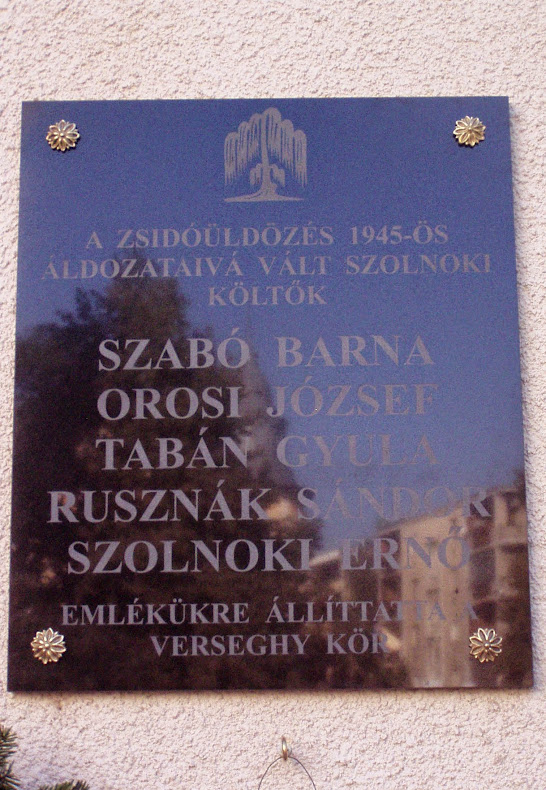 A ZSIDÓÜLDÖZÉS 1945-ÖS
ÁLDOZATAIVÁ VÁLT SZOLNOKI
KÖLTŐK
SZABÓ BARNA
OROSI JÓZSEF
TABÁN GYULA
RUSZNÁK SÁNDOR
SZOLNOKI ERNŐ
EMLÉKÜKRE ÁLLÍTTATTA A
VERSEGHY KÖR